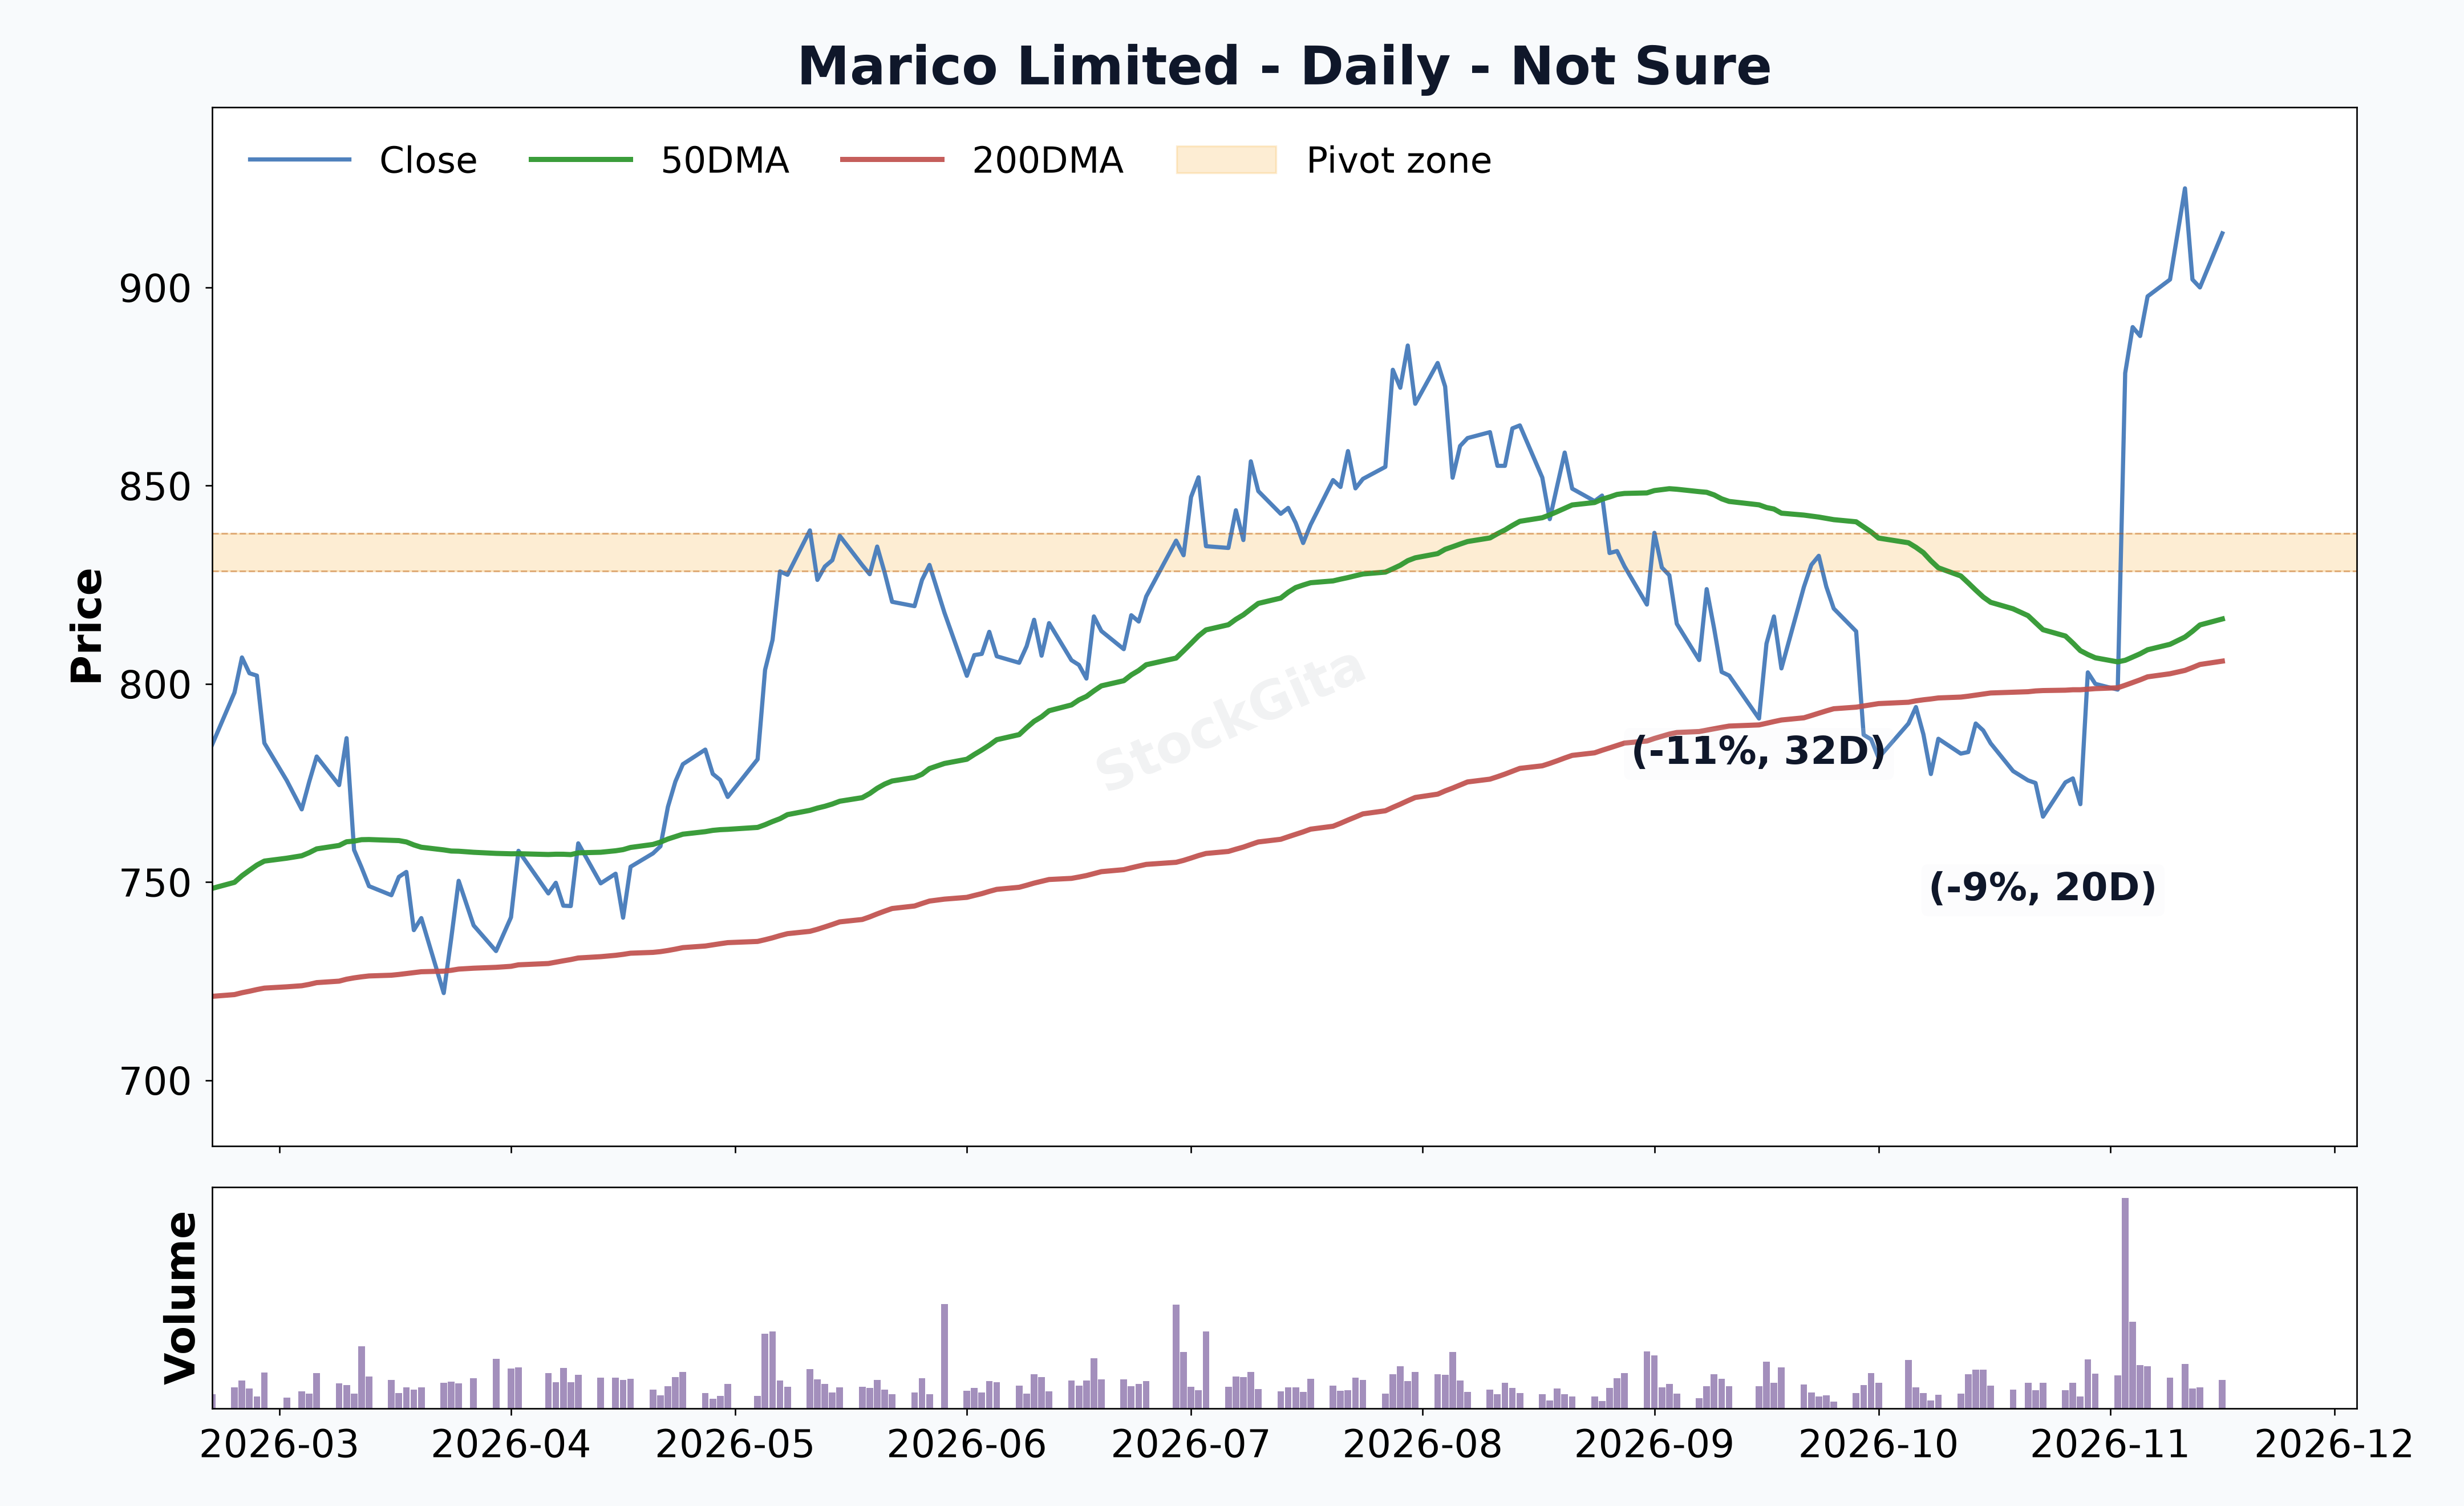 Marico Limited - Daily - Not Sure
Close 50DMA 200DMA Pivot zone
Price
900
850
800
750
700
StockGita
(-11%, 32D)
(-9%, 20D)
Volume
2026-03 2026-04 2026-05 2026-06 2026-07 2026-08 2026-09 2026-10 2026-11 2026-12